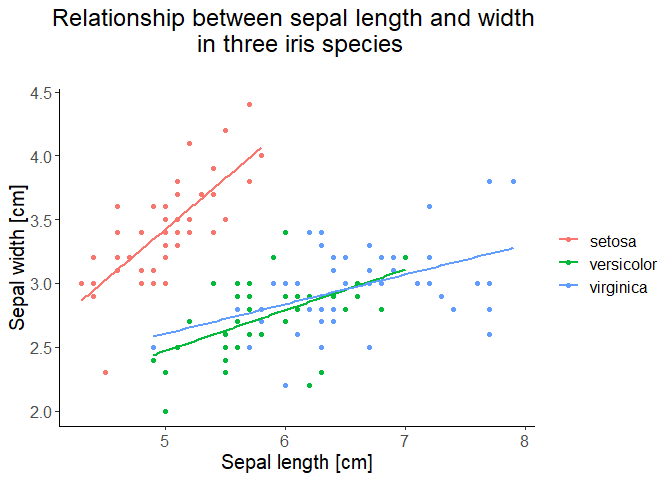 Relationship between sepal length and width
in three iris species
Sepal width [cm]
4.5
4.0
3.5
3.0
2.5
2.0
5
6
7
8
Sepal length [cm]
setosa
versicolor
virginica